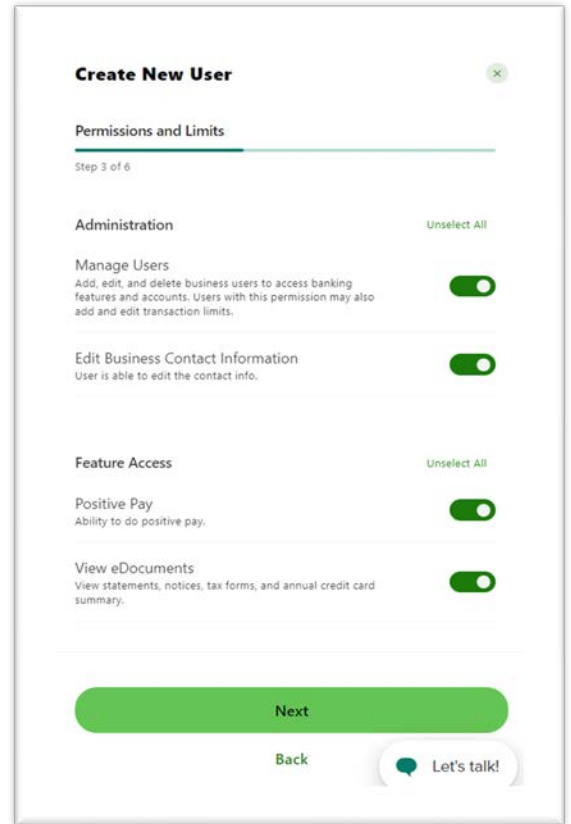 Create New User
Permissions and Limits
Step 3 of 6
Administration
Unselect All
Manage Users
Add, edit, and delete business users to access banking
features and accounts. Users with this permission may also
add and edit transaction limits.
Edit Business Contact Information
User is able to edit the contact info.
Feature Access
Unselect All
Positive Pay
Ability to do positive pay.
View eDocuments
View statements, notices, tax forms, and annual credit card
summary.
Next
Back
Let's talk!